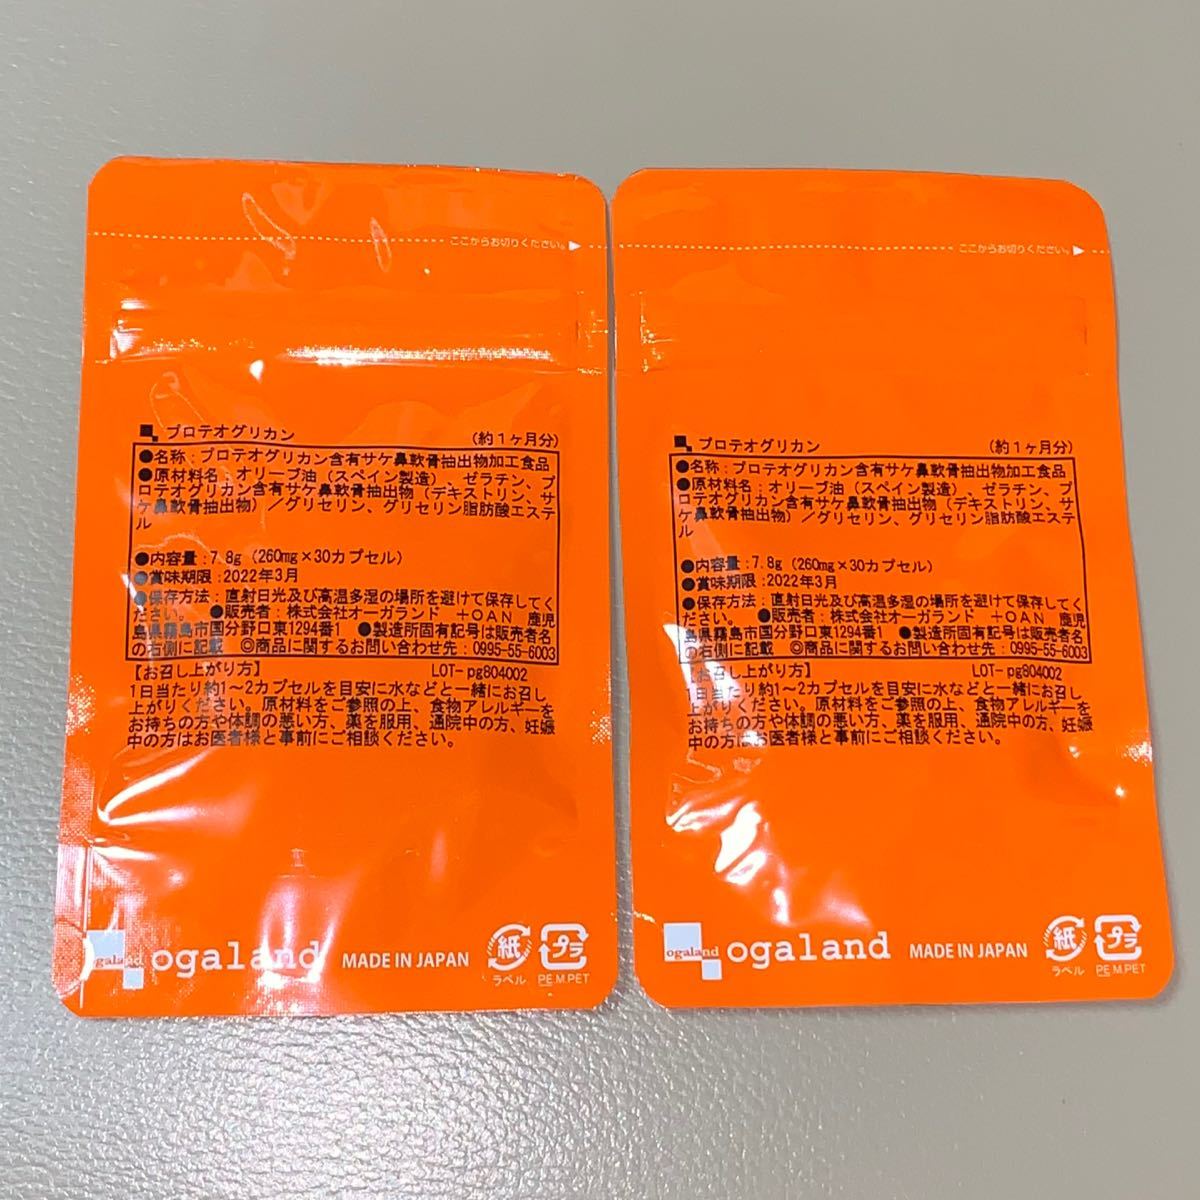 ここからお切りください。▶
■ プロテオグリカン (約1ヶ月分)
●名称：プロテオグリカン含有サケ鼻軟骨抽出物加工食品
●原材料名：オリーブ油（スペイン製造）　ゼラチン、プ
ロテオグリカン含有サケ鼻軟骨抽出物（デキストリン、サ
ケ鼻軟骨抽出物）／グリセリン、グリセリン脂肪酸エステ
ル
●内容量：7.8g（260mg×30カプセル）
●賞味期限：2022年3月
●保存方法：直射日光及び高温多湿の場所を避けて保存してく
ださい。　●販売者：株式会社オーガランド　＋OAN　鹿児
島県霧島市国分野口東1294番1　●製造所固有記号は販売者名
の右側に記載　◎商品に関するお問い合わせ先：0995-55-6003
【お召し上がり方】 LOT- pg804002
1日当たり約1～2カプセルを目安に水などと一緒にお召し
上がりください。原材料をご参照の上、食物アレルギーを
お持ちの方や体調の悪い方、薬を服用、通院中の方、妊娠
中の方はお医者様と事前にご相談ください。
ogaland
ogaland MADE IN JAPAN
紙
ラベル
プラ
PE.M.PET
ここからお切りください。▶
■ プロテオグリカン (約1ヶ月分)
●名称：プロテオグリカン含有サケ鼻軟骨抽出物加工食品
●原材料名：オリーブ油（スペイン製造）　ゼラチン、プ
ロテオグリカン含有サケ鼻軟骨抽出物（デキストリン、サ
ケ鼻軟骨抽出物）／グリセリン、グリセリン脂肪酸エステ
ル
●内容量：7.8g（260mg×30カプセル）
●賞味期限：2022年3月
●保存方法：直射日光及び高温多湿の場所を避けて保存してく
ださい。　●販売者：株式会社オーガランド　＋OAN　鹿児
島県霧島市国分野口東1294番1　●製造所固有記号は販売者名
の右側に記載　◎商品に関するお問い合わせ先：0995-55-6003
【お召し上がり方】 LOT- pg804002
1日当たり約1～2カプセルを目安に水などと一緒にお召し
上がりください。原材料をご参照の上、食物アレルギーを
お持ちの方や体調の悪い方、薬を服用、通院中の方、妊娠
中の方はお医者様と事前にご相談ください。
ogaland
ogaland MADE IN JAPAN
紙
ラベル
プラ
PE.M.PET